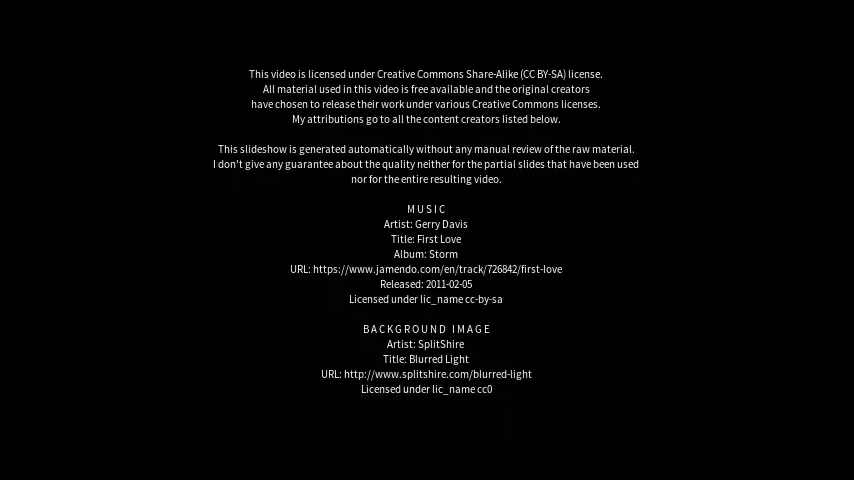 This video is licensed under Creative Commons Share-Alike (CC BY-SA) license.
All material used in this video is free available and the original creators
have chosen to release their work under various Creative Commons licenses.
My attributions go to all the content creators listed below.
This slideshow is generated automatically without any manual review of the raw material.
I don't give any guarantee about the quality neither for the partial slides that have been used
nor for the entire resulting video.
MUSIC
Artist: Gerry Davis
Title: First Love
Album: Storm
URL: https://www.jamendo.com/en/track/726842/first-love
Released: 2011-02-05
Licensed under lic_name cc-by-sa
BACKGROUND IMAGE
Artist: SplitShire
Title: Blurred Light
URL: http://www.splitshire.com/blurred-light
Licensed under lic_name cc0